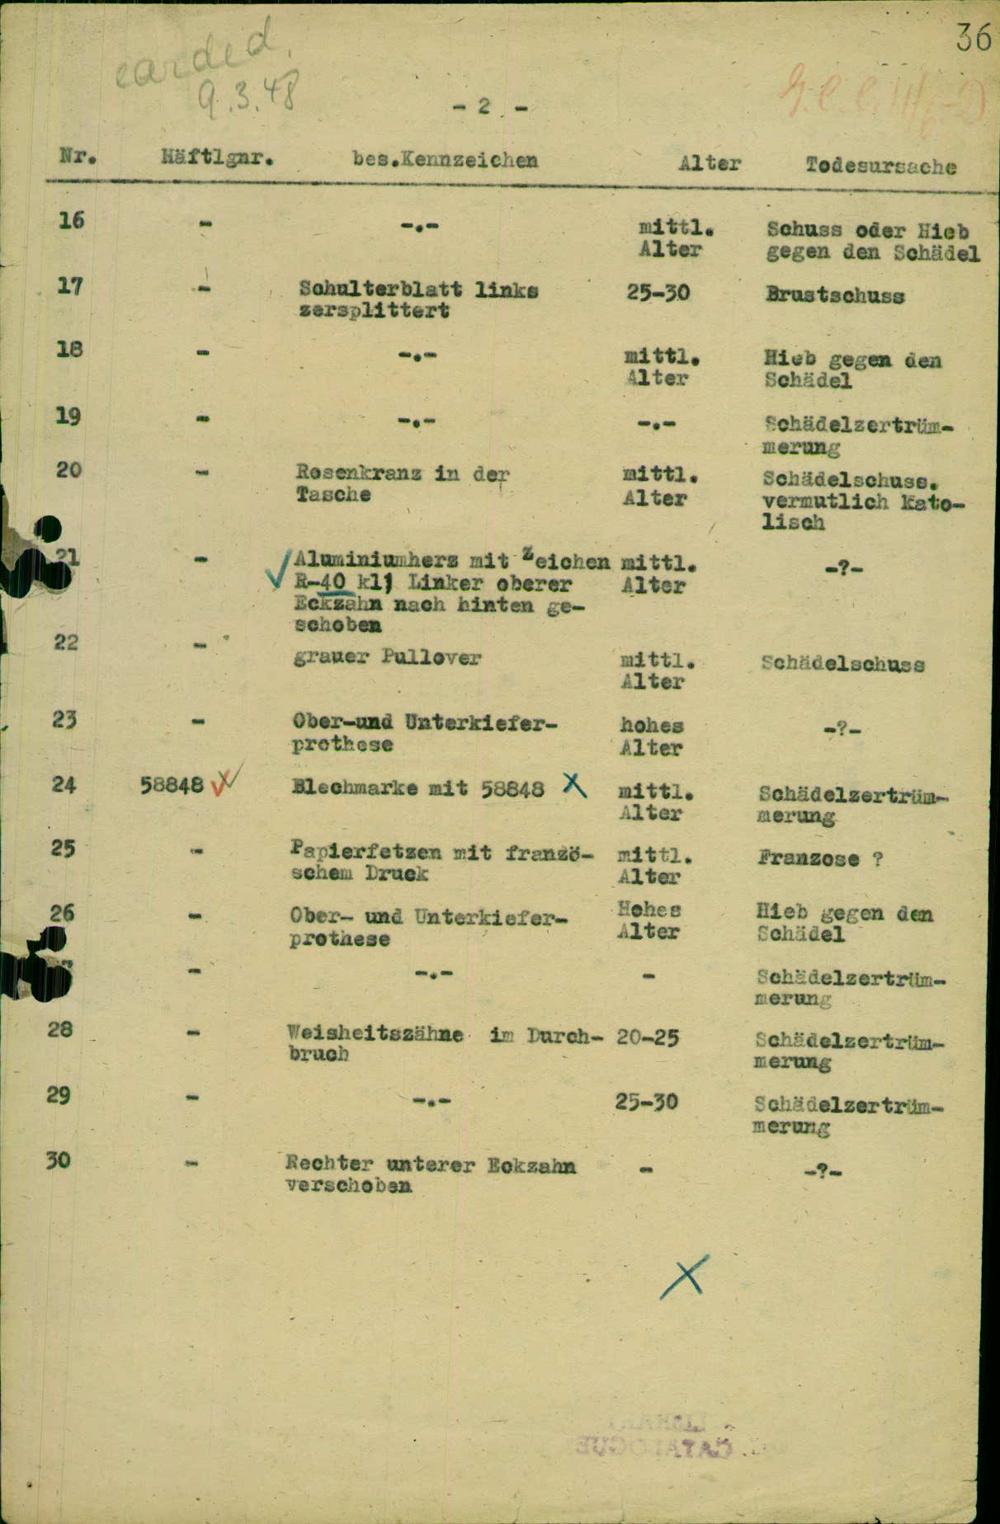 36
carded.
9.3.48
- 2 -
Nr. Häftlgnr. bes.Kennzeichen Alter Todesursache
16 - -.- mittl. Schuss oder Hieb
Alter gegen den Schädel
17 - Schulterblatt links 25-30 Brustschuss
zersplittert
18 - -.- mittl. Hieb gegen den
Alter Schädel
19 - -.- -.- Schädelzertrüm-
merung
20 - Rosenkranz in der mittl. Schädelschuss.
Tasche Alter vermutlich Kato-
lisch
21 - Aluminiumherz mit Zeichen mittl. -?-
R-40 kl; Linker oberer Alter
Eckzahn nach hinten ge-
schoben
22 - grauer Pullover mittl. Schädelschuss
Alter
23 - Ober-und Unterkiefer- hohes -?-
prothese Alter
24 58848 Blechmarke mit 58848 X mittl. Schädelzertrüm-
Alter merung
25 - Papierfetzen mit franzö- mittl. Franzose ?
schem Druck Alter
26 - Ober- und Unterkiefer- Hohes Hieb gegen den
prothese Alter Schädel
- -.- - Schädelzertrüm-
merung
28 - Weisheitszähne im Durch- 20-25 Schädelzertrüm-
bruch merung
29 - -.- 25-30 Schädelzertrüm-
merung
30 - Rechter unterer Eckzahn - -?-
verschoben
X
LIBRARY
CATALOGUE